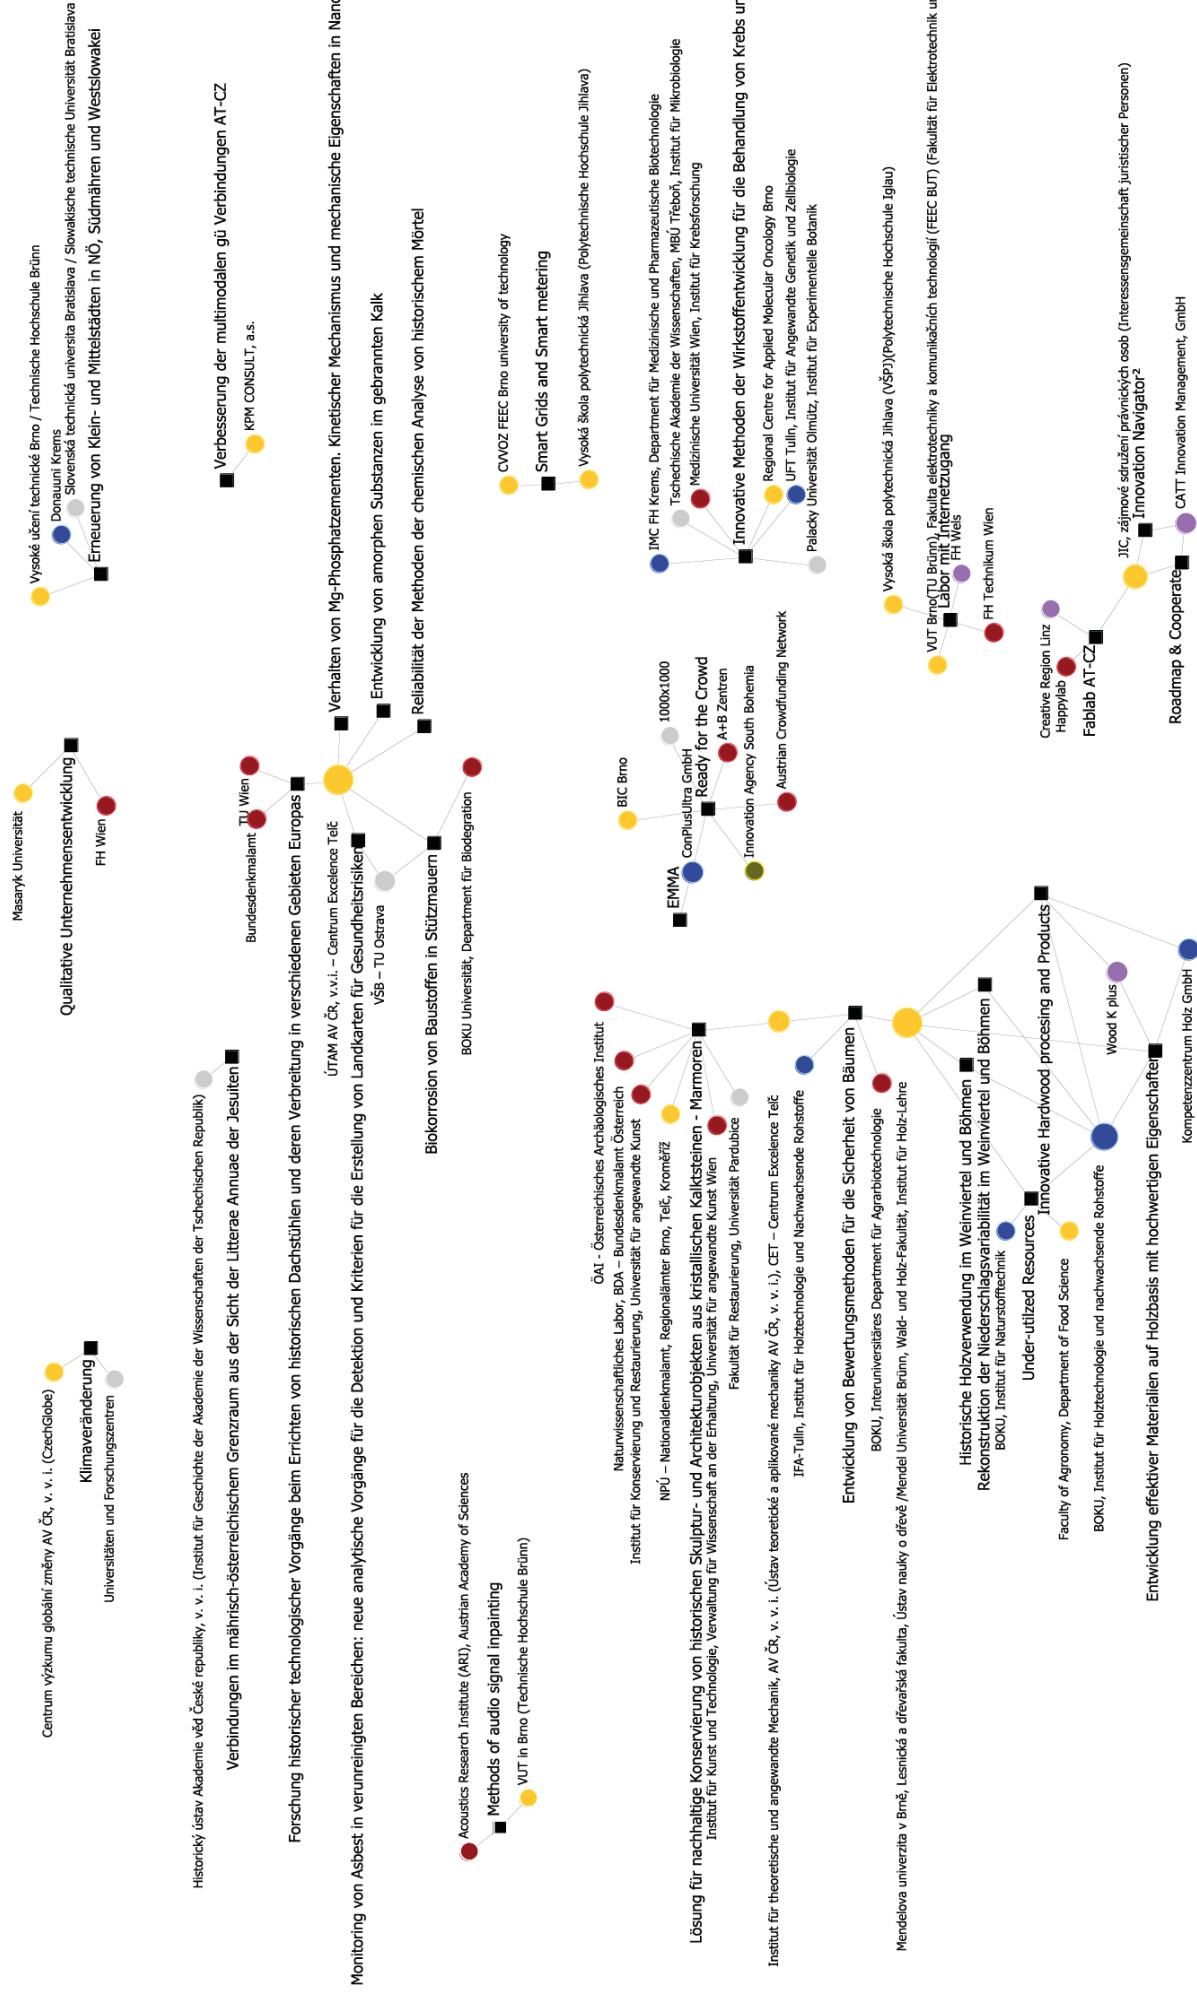 Vysoké učení technické Brno / Technische Hochschule Brünn
Donauuni Krems
Slovenská technická universita Bratislava / Slowakische technische Universität Bratislava
Erneuerung von Klein- und Mittelstädten in NÖ, Südmähren und Westslowakei
Verbesserung der multimodalen gü Verbindungen AT-CZ
KPM CONSULT, a.s.
Verhalten von Mg-Phosphatzementen. Kinetischer Mechanismus und mechanische Eigenschaften in Nano
Entwicklung von amorphen Substanzen im gebrannten Kalk
Reliabilität der Methoden der chemischen Analyse von historischem Mörtel
CVVOZ FEEC Brno university of technology
Smart Grids and Smart metering
Vysoká škola polytechnická Jihlava (Polytechnische Hochschule Jihlava)
IMC FH Krems, Department für Medizinische und Pharmazeutische Biotechnologie
Tschechische Akademie der Wissenschaften, MBÚ Třeboň, Institut für Mikrobiologie
Medizinische Universität Wien, Institut für Krebsforschung
Innovative Methoden der Wirkstoffentwicklung für die Behandlung von Krebs un
Regional Centre for Applied Molecular Oncology Brno
UFT Tulln, Institut für Angewandte Genetik und Zellbiologie
Palacky Universität Olmütz, Institut für Experimentelle Botanik
Vysoká škola polytechnická Jihlava (VŠPJ)(Polytechnische Hochschule Iglau)
VUT Brno(TU Brünn), Fakulta elektrotechniky a komunikačních technologií (FEEC BUT) (Fakultät für Elektrotechnik un
Labor mit Internetzugang
FH Wels
FH Technikum Wien
JIC, zájmové sdružení právnických osob (Interessensgemeinschaft juristischer Personen)
Innovation Navigator²
CATT Innovation Management, GmbH
Creative Region Linz
Happylab
Fablab AT-CZ
Roadmap & Cooperate
Masaryk Universität
Qualitative Unternehmensentwicklung
FH Wien
TU Wien
Bundesdenkmalamt
Forschung historischer technologischer Vorgänge beim Errichten von historischen Dachstühlen und deren Verbreitung in verschiedenen Gebieten Europas
ÚTAM AV ČR, v.v.i. – Centrum Excelence Telč
Monitoring von Asbest in verunreinigten Bereichen: neue analytische Vorgänge für die Detektion und Kriterien für die Erstellung von Landkarten für Gesundheitsrisiken
VŠB – TU Ostrava
Biokorrosion von Baustoffen in Stützmauern
BOKU Universität, Department für Biodegration
BIC Brno
1000x1000
EMMA
ConPlusUltra GmbH
Ready for the Crowd
A+B Zentren
Innovation Agency South Bohemia
Austrian Crowdfunding Network
Historický ústav Akademie věd České republiky, v. v. i. (Institut für Geschichte der Akademie der Wissenschaften der Tschechischen Republik)
Verbindungen im mährisch-österreichischem Grenzraum aus der Sicht der Litterae Annuae der Jesuiten
Centrum výzkumu globální změny AV ČR, v. v. i. (CzechGlobe)
Klimaveränderung
Universitäten und Forschungszentren
Acoustics Research Institute (ARI), Austrian Academy of Sciences
Methods of audio signal inpainting
VUT in Brno (Technische Hochschule Brünn)
ÖAI - Österreichisches Archäologisches Institut
Naturwissenschaftliches Labor, BDA – Bundesdenkmalamt Österreich
Institut für Konservierung und Restaurierung, Universität für angewandte Kunst
NPÚ – Nationaldenkmalamt, Regionalämter Brno, Telč, Kroměříž
Lösung für nachhaltige Konservierung von historischen Skulptur- und Architekturobjekten aus kristallischen Kalktsteinen - Marmoren
Institut für Kunst und Technologie, Verwaltung für Wissenschaft an der Erhaltung, Universität für angewandte Kunst Wien
Fakultät für Restaurierung, Universität Pardubice
Institut für theoretische und angewandte Mechanik, AV ČR, v. v. i. (Ústav teoretické a aplikované mechaniky AV ČR, v. v. i.), CET – Centrum Excelence Telč
IFA-Tulln, Institut für Holztechnologie und Nachwachsende Rohstoffe
Entwicklung von Bewertungsmethoden für die Sicherheit von Bäumen
BOKU, Interuniversitäres Department für Agrarbiotechnologie
Mendelova univerzita v Brně, Lesnická a dřevařská fakulta, Ústav nauky o dřevě /Mendel Universität Brünn, Wald- und Holz-Fakultät, Institut für Holz-Lehre
Historische Holzverwendung im Weinviertel und Böhmen
Rekonstruktion der Niederschlagsvariabilität im Weinviertel und Böhmen
BOKU, Institut für Naturstofftechnik
Under-utilzed Resources
Innovative Hardwood procesing and Products
Faculty of Agronomy, Department of Food Science
BOKU, Institut für Holztechnologie und nachwachsende Rohstoffe
Wood K plus
Entwicklung effektiver Materialien auf Holzbasis mit hochwertigen Eigenschaften
Kompetenzzentrum Holz GmbH